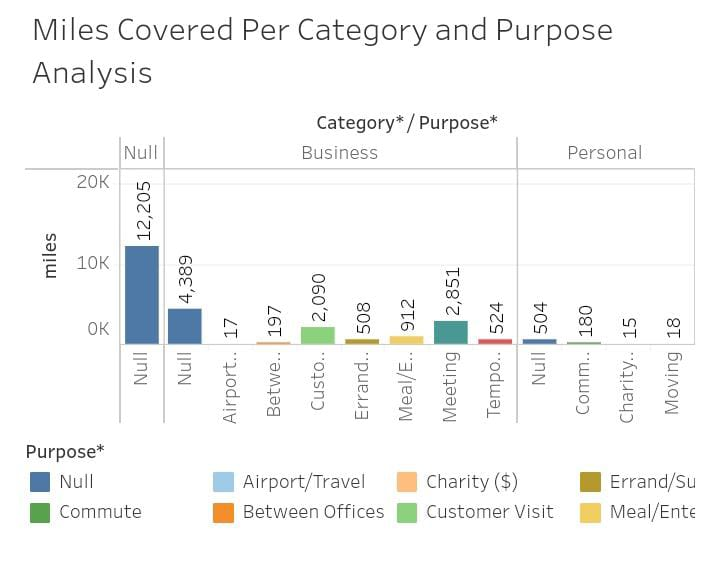 Miles Covered Per Category and Purpose
Analysis
Category* / Purpose*
Null Business Personal
20K
10K
0K
miles
12,205
4,389
17
197
2,090
508
912
2,851
524
504
180
15
18
Null
Null
Airport..
Betwe..
Custo..
Errand..
Meal/E..
Meeting
Tempo..
Null
Comm..
Charity..
Moving
Purpose*
Null Airport/Travel Charity ($) Errand/Su
Commute Between Offices Customer Visit Meal/Ente